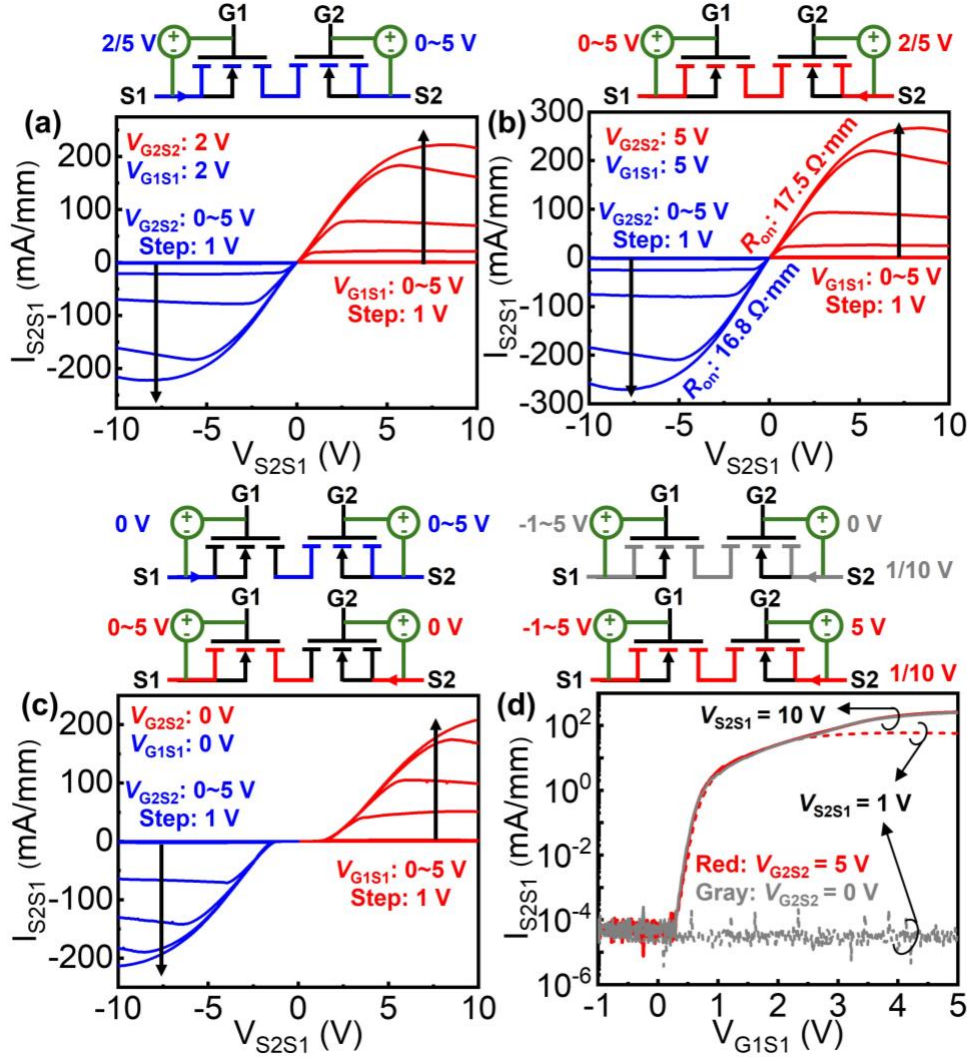 G1 G2
2/5 V 0~5 V
S1 S2
(a)
V_G2S2: 2 V
V_G1S1: 2 V
V_G2S2: 0~5 V
Step: 1 V
V_G1S1: 0~5 V
Step: 1 V
I_S2S1 (mA/mm)
200
100
0
-100
-200
-10 -5 0 5 10
V_S2S1 (V)
G1 G2
0~5 V 2/5 V
S1 S2
(b)
V_G2S2: 5 V
V_G1S1: 5 V
V_G2S2: 0~5 V
Step: 1 V
R_on: 17.5 Ω·mm
V_G1S1: 0~5 V
Step: 1 V
R_on: 16.8 Ω·mm
I_S2S1 (mA/mm)
300
200
100
0
-100
-200
-300
-10 -5 0 5 10
V_S2S1 (V)
G1 G2
0 V 0~5 V
S1 S2
G1 G2
0~5 V 0 V
S1 S2
(c)
V_G2S2: 0 V
V_G1S1: 0 V
V_G2S2: 0~5 V
Step: 1 V
V_G1S1: 0~5 V
Step: 1 V
I_S2S1 (mA/mm)
200
100
0
-100
-200
-10 -5 0 5 10
V_S2S1 (V)
G1 G2
-1~5 V 0 V
S1 S2
1/10 V
G1 G2
-1~5 V 5 V
S1 S2
1/10 V
(d)
V_S2S1 = 10 V
V_S2S1 = 1 V
Red: V_G2S2 = 5 V
Gray: V_G2S2 = 0 V
I_S2S1 (mA/mm)
10^2
10^0
10^-2
10^-4
10^-6
-1 0 1 2 3 4 5
V_G1S1 (V)